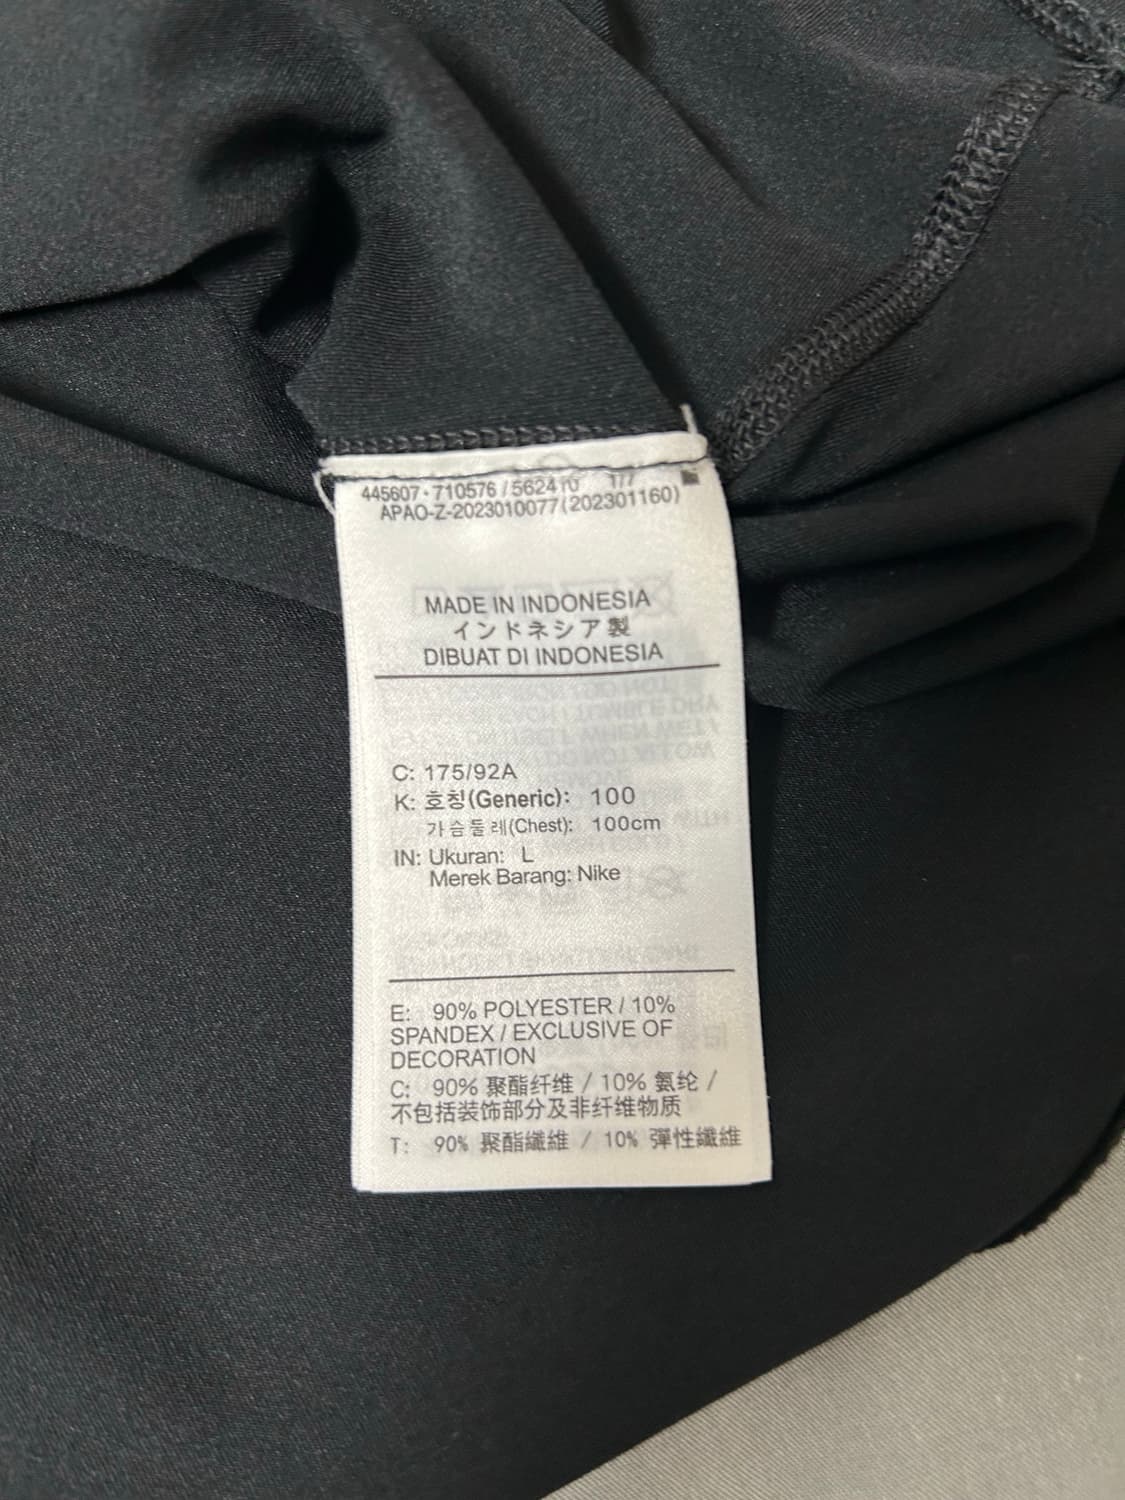 445607-710576 / 562410 1/7
APAO-Z-2023010077(202301160)
MADE IN INDONESIA
インドネシア製
DIBUAT DI INDONESIA
C: 175/92A
K: 호칭(Generic): 100
가슴둘레(Chest): 100cm
IN: Ukuran: L
Merek Barang: Nike
E: 90% POLYESTER / 10%
SPANDEX / EXCLUSIVE OF
DECORATION
C: 90% 聚酯纤维 / 10% 氨纶 /
不包括装饰部分及非纤维物质
T: 90% 聚酯纖維 / 10% 彈性纖維